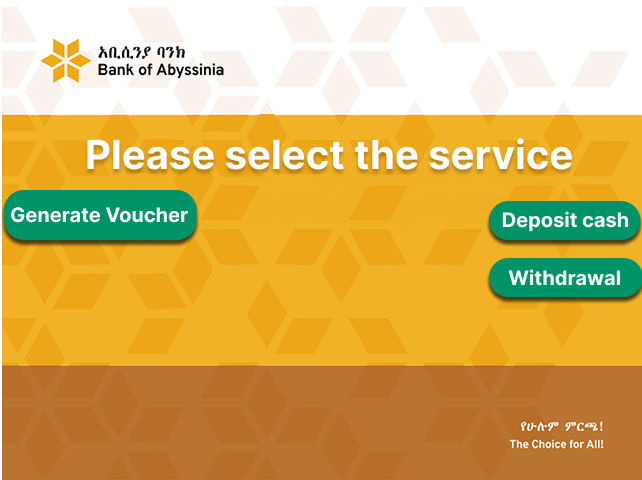 አቢሲንያ ባንክ
Bank of Abyssinia
Please select the service
Generate Voucher
Deposit cash
Withdrawal
የሁሉም ምርጫ!
The Choice for All!